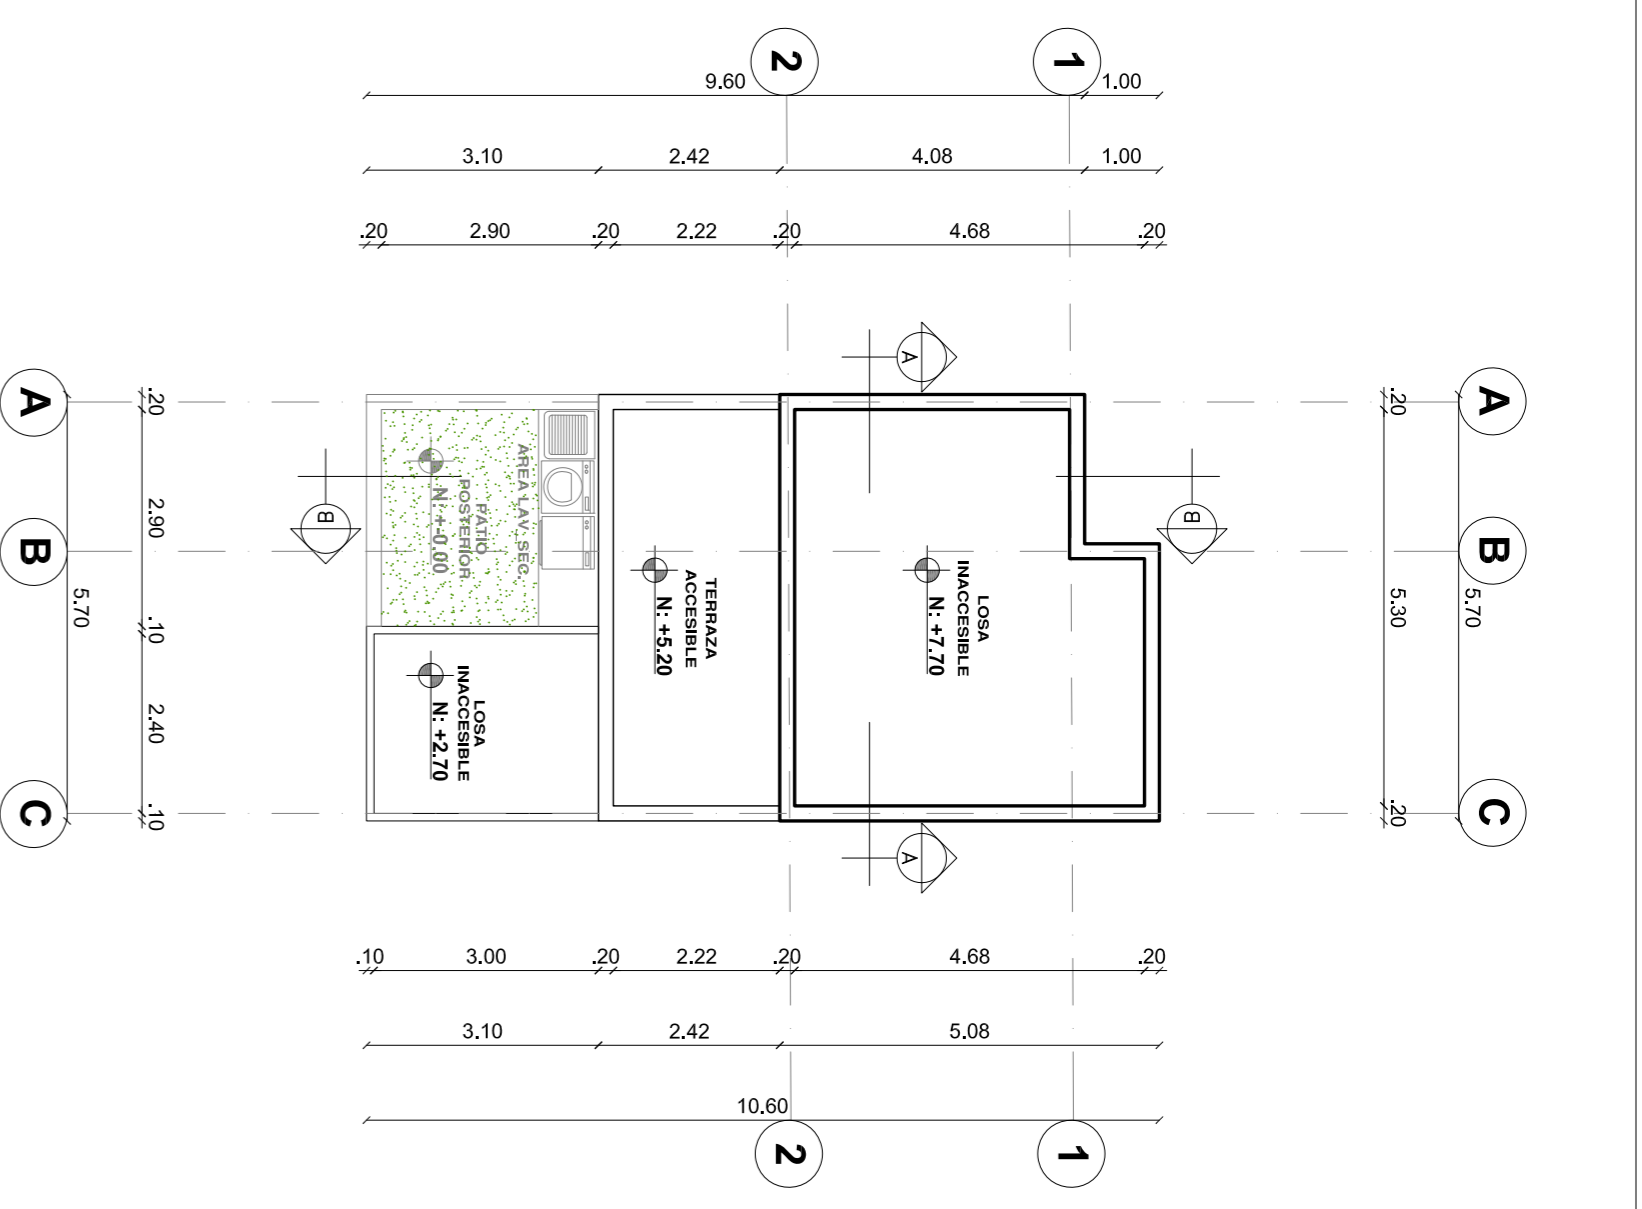 2
1
9.60
1.00
3.10
2.42
4.08
1.00
.20
2.90
.20
2.22
.20
4.68
.20
A
A
A
.20
.20
A
B
B
AREA LAV. SEC.
PATIO
POSTERIOR
N: +-0.00
2.90
B
B
TERRAZA
ACCESIBLE
N: +5.20
LOSA
INACCESIBLE
N: +7.70
5.70
.10
5.30
5.70
LOSA
INACCESIBLE
N: +2.70
2.40
C
.10
.20
C
A
.10
3.00
.20
2.22
.20
4.68
.20
3.10
2.42
5.08
10.60
2
1